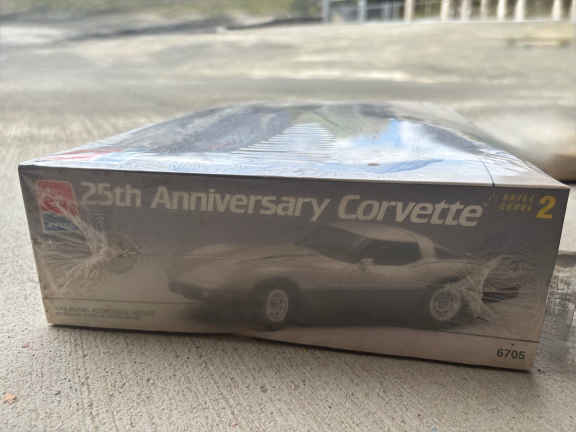 25th Anniversary Corvette
SKILL
LEVEL 2
6705